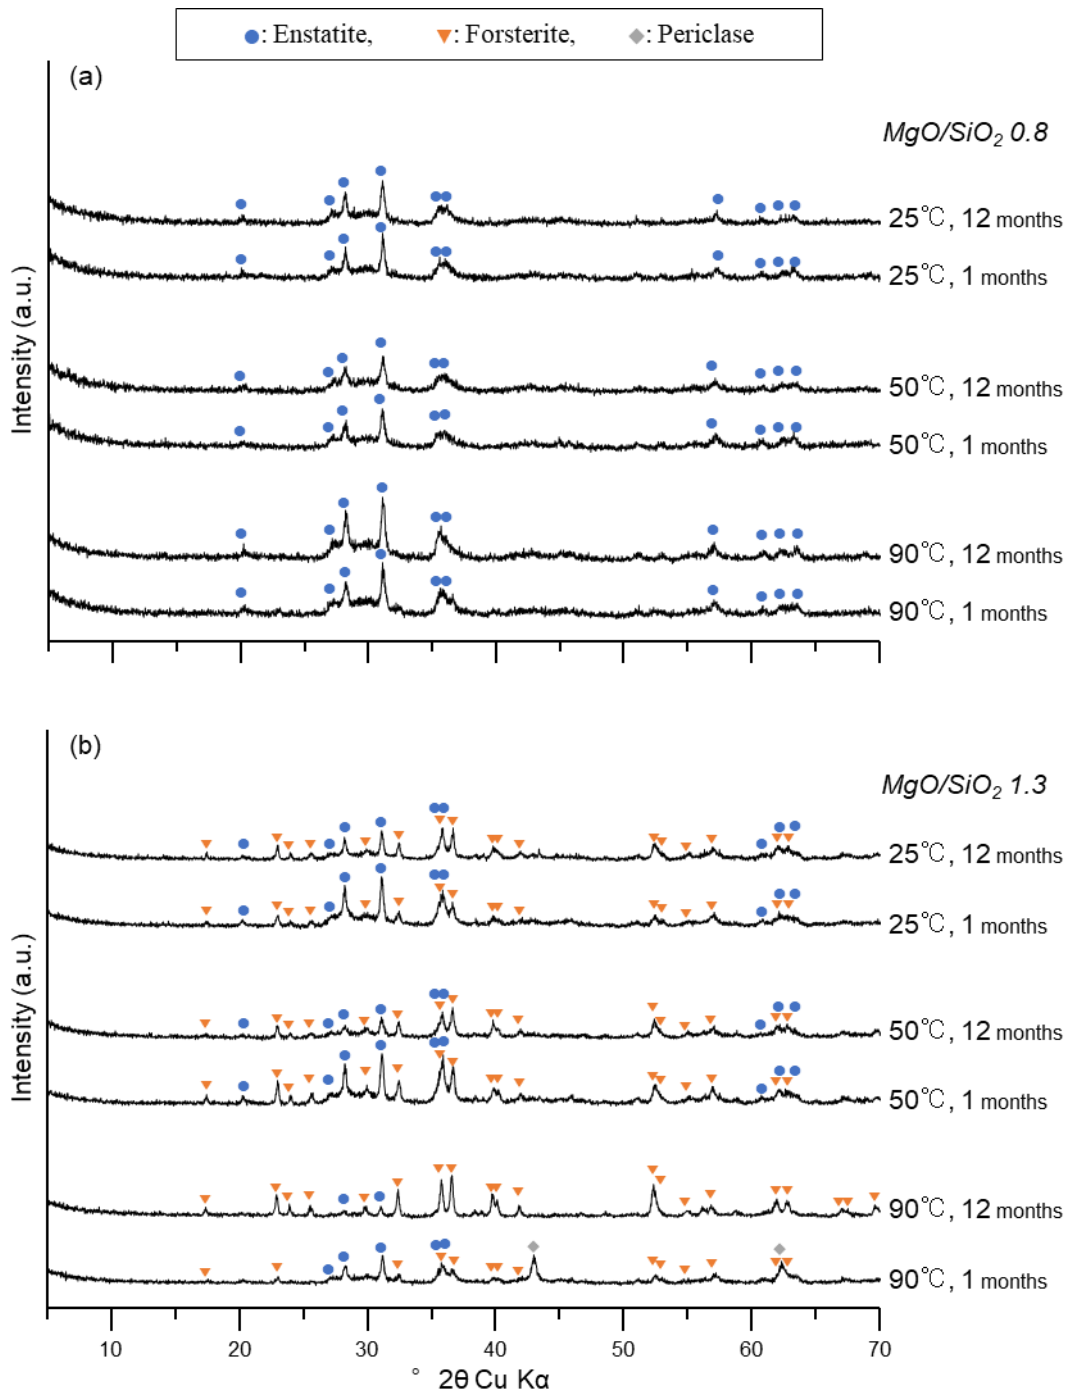 : Enstatite, : Forsterite, : Periclase
(a)
MgO/SiO₂ 0.8
25℃, 12 months
25℃, 1 months
50℃, 12 months
50℃, 1 months
90℃, 12 months
90℃, 1 months
Intensity (a.u.)
(b)
MgO/SiO₂ 1.3
25℃, 12 months
25℃, 1 months
50℃, 12 months
50℃, 1 months
90℃, 12 months
90℃, 1 months
Intensity (a.u.)
10 20 30 40 50 60 70
° 2θ Cu Kα